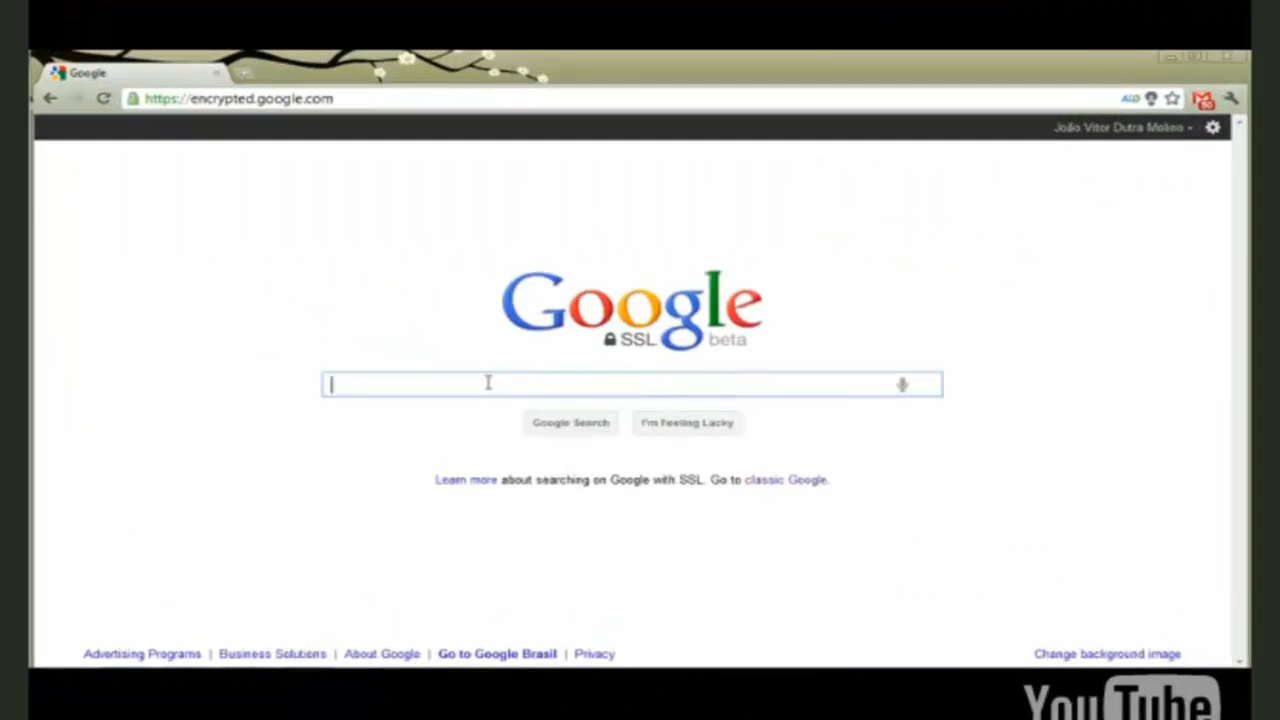 Google
https://encrypted.google.com
João Vitor Dutra Molino
Google
SSL beta
Google Search
I'm Feeling Lucky
Learn more about searching on Google with SSL. Go to classic Google.
Advertising Programs | Business Solutions | About Google | Go to Google Brasil | Privacy
Change background image
YouTube